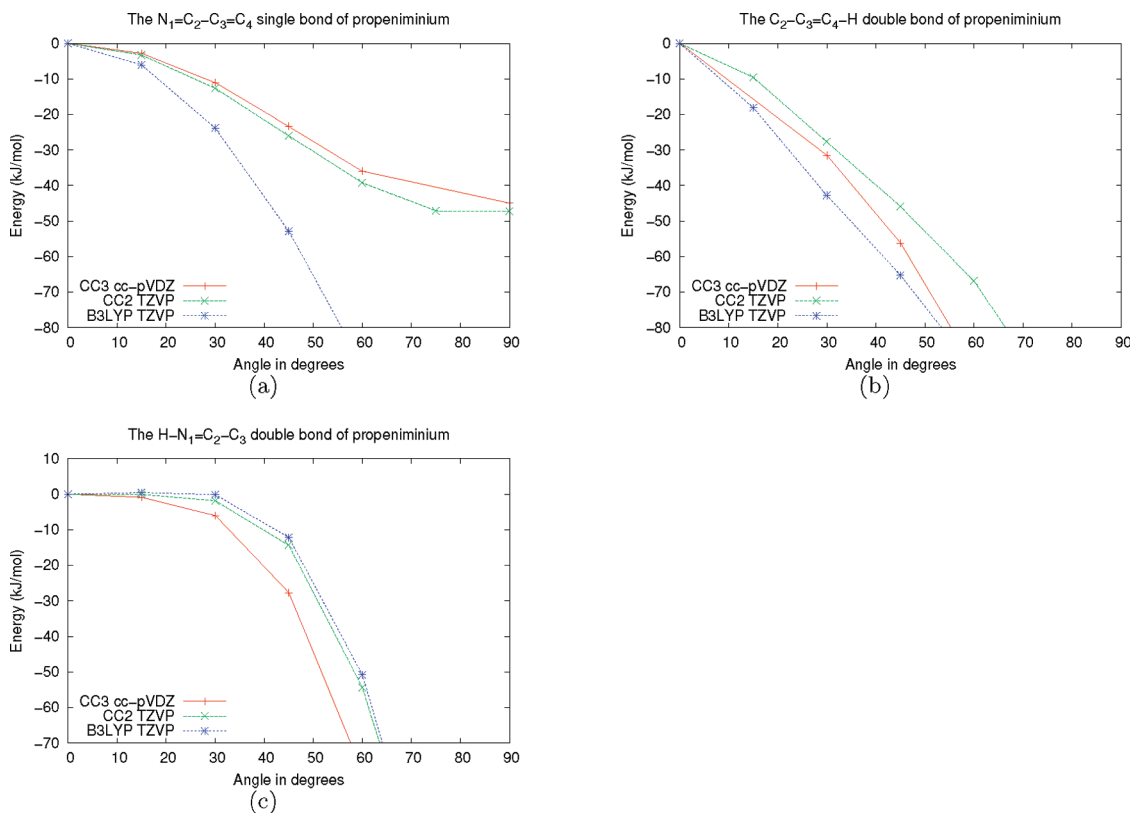 The N₁=C₂−C₃=C₄ single bond of propeniminium
0
−10
−20
−30
−40
−50
−60
−70
−80
Energy (kJ/mol)
CC3 cc−pVDZ
CC2 TZVP
B3LYP TZVP
0 10 20 30 40 50 60 70 80 90
Angle in degrees
(a)
The C₂−C₃=C₄−H double bond of propeniminium
0
−10
−20
−30
−40
−50
−60
−70
−80
Energy (kJ/mol)
CC3 cc−pVDZ
CC2 TZVP
B3LYP TZVP
0 10 20 30 40 50 60 70 80 90
Angle in degrees
(b)
The H−N₁=C₂−C₃ double bond of propeniminium
10
0
−10
−20
−30
−40
−50
−60
−70
Energy (kJ/mol)
CC3 cc−pVDZ
CC2 TZVP
B3LYP TZVP
0 10 20 30 40 50 60 70 80 90
Angle in degrees
(c)